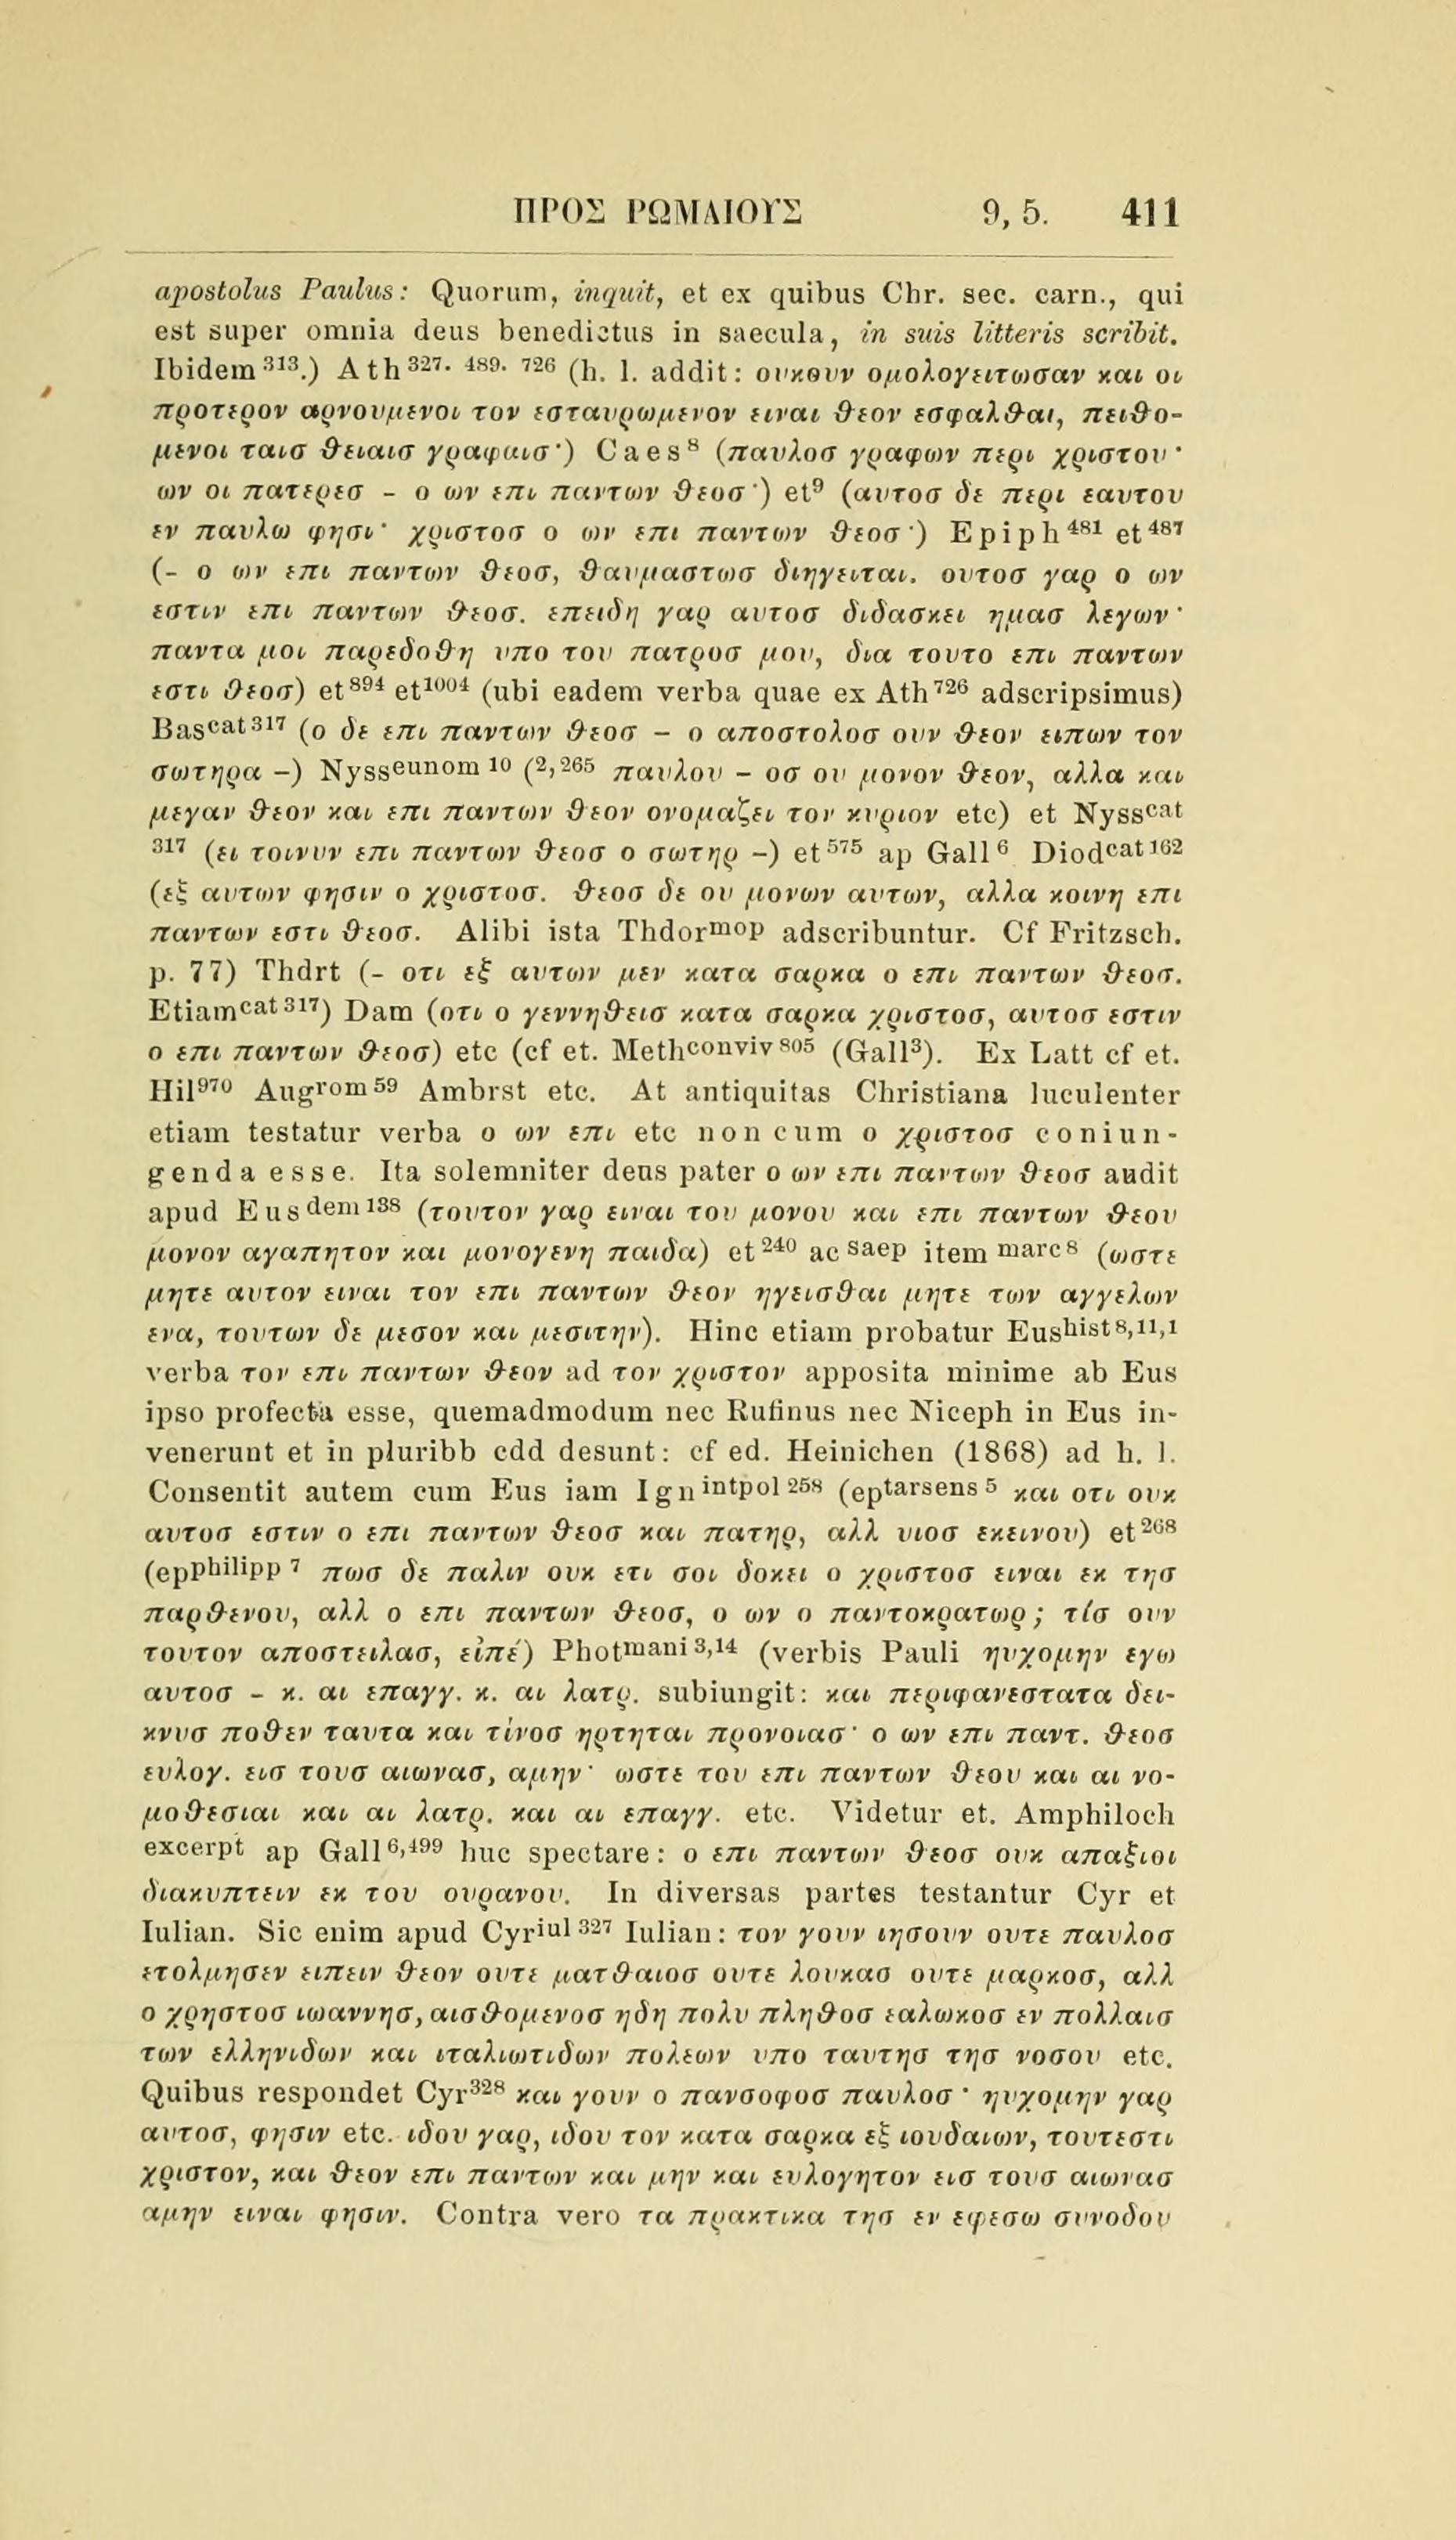 ΠΡΟΣ ΡΩΜΑΙΟΥΣ 9, 5. 411
apostolus Paulus: Quorum, inquit, et ex quibus Chr. sec. carn., qui
est super omnia deus benedictus in saecula, in suis litteris scribit.
Ibidem 313.) Ath 327. 489. 726 (h. l. addit: ουκουν ομολογειτωσαν και οι
προτερον αρνουμενοι τον εσταυρωμενον ειναι θεον εσφαλθαι, πειθο-
μενοι ταισ θειαισ γραφαισ·) Caes 8 (παυλοσ γραφων περι χριστου·
ων οι πατερεσ - ο ων επι παντων θεοσ·) et 9 (αυτοσ δε περι εαυτου
εν παυλω φησι· χριστοσ ο ων επι παντων θεοσ·) Epiph 481 et 487
(- ο ων επι παντων θεοσ, θαυμαστωσ διηγειται. ουτοσ γαρ ο ων
εστιν επι παντων θεοσ. επειδη γαρ αυτοσ διδασκει ημασ λεγων·
παντα μοι παρεδοθη υπο του πατροσ μου, δια τουτο επι παντων
εστι θεοσ) et 894 et 1004 (ubi eadem verba quae ex Ath 726 adscripsimus)
Bas cat 317 (ο δε επι παντων θεοσ - ο αποστολοσ ουν θεον ειπων τον
σωτηρα -) Nyss eunom 10 (2,265 παυλου - οσ ου μονον θεον, αλλα και
μεγαν θεον και επι παντων θεον ονομαζει τον κυριον etc) et Nyss cat
317 (ει τοινυν επι παντων θεοσ ο σωτηρ -) et 575 ap Gall 6 Diod cat 162
(εξ αυτων φησιν ο χριστοσ. θεοσ δε ου μονων αυτων, αλλα κοινη επι
παντων εστι θεοσ. Alibi ista Thdor mop adscribuntur. Cf Fritzsch.
p. 77) Thdrt (- οτι εξ αυτων μεν κατα σαρκα ο επι παντων θεοσ.
Etiam cat 317) Dam (οτι ο γεννηθεισ κατα σαρκα χριστοσ, αυτοσ εστιν
ο επι παντων θεοσ) etc (cf et. Meth conviv 805 (Gall 3). Ex Latt cf et.
Hil 970 Aug rom 59 Ambrst etc. At antiquitas Christiana luculenter
etiam testatur verba ο ων επι etc non cum ο χριστοσ coniun-
genda esse. Ita solemniter deus pater ο ων επι παντων θεοσ audit
apud Eus dem 138 (τουτον γαρ ειναι του μονου και επι παντων θεου
μονον αγαπητον και μονογενη παιδα) et 240 ac saep item marc 8 (ωστε
μητε αυτον ειναι τον επι παντων θεον ηγεισθαι μητε των αγγελων
ενα, τουτων δε μεσον και μεσιτην). Hinc etiam probatur Eus hist 8,11,1
verba τον επι παντων θεον ad τον χριστον apposita minime ab Eus
ipso profecta esse, quemadmodum nec Rufinus nec Niceph in Eus in-
venerunt et in pluribb cdd desunt: cf ed. Heinichen (1868) ad h. l.
Consentit autem cum Eus iam Ign intpol 258 (ep tarsens 5 και οτι ουκ
αυτοσ εστιν ο επι παντων θεοσ και πατηρ, αλλ υιοσ εκεινου) et 268
(ep philipp 7 πωσ δε παλιν ουκ ετι σοι δοκει ο χριστοσ ειναι εκ τησ
παρθενου, αλλ ο επι παντων θεοσ, ο ων ο παντοκρατωρ; τίσ ουν
τουτον αποστειλασ, εἰπέ) Phot mani 3,14 (verbis Pauli ηυχομην εγω
αυτοσ - κ. αι επαγγ. κ. αι λατρ. subiungit: και περιφανεστατα δει-
κνυσ ποθεν ταυτα και τίνοσ ηρτηται προνοιασ· ο ων επι παντ. θεοσ
ευλογ. εισ τουσ αιωνασ, αμην· ωστε του επι παντων θεου και αι νο-
μοθεσιαι και αι λατρ. και αι επαγγ. etc. Videtur et. Amphiloch
excerpt ap Gall 6,499 huc spectare: ο επι παντων θεοσ ουκ απαξιοι
διακυπτειν εκ του ουρανου. In diversas partes testantur Cyr et
Iulian. Sic enim apud Cyr iul 327 Iulian: τον γουν ιησουν ουτε παυλοσ
ετολμησεν ειπειν θεον ουτε ματθαιοσ ουτε λουκασ ουτε μαρκοσ, αλλ
ο χρηστοσ ιωαννησ, αισθομενοσ ηδη πολυ πληθοσ εαλωκοσ εν πολλαισ
των ελληνιδων και ιταλιωτιδων πολεων υπο ταυτησ τησ νοσου etc.
Quibus respondet Cyr 328 και γουν ο πανσοφοσ παυλοσ· ηυχομην γαρ
αυτοσ, φησιν etc. ιδου γαρ, ιδου τον κατα σαρκα εξ ιουδαιων, τουτεστι
χριστον, και θεον επι παντων και μην και ευλογητον εισ τουσ αιωνασ
αμην ειναι φησιν. Contra vero τα πρακτικα τησ εν εφεσω συνοδου